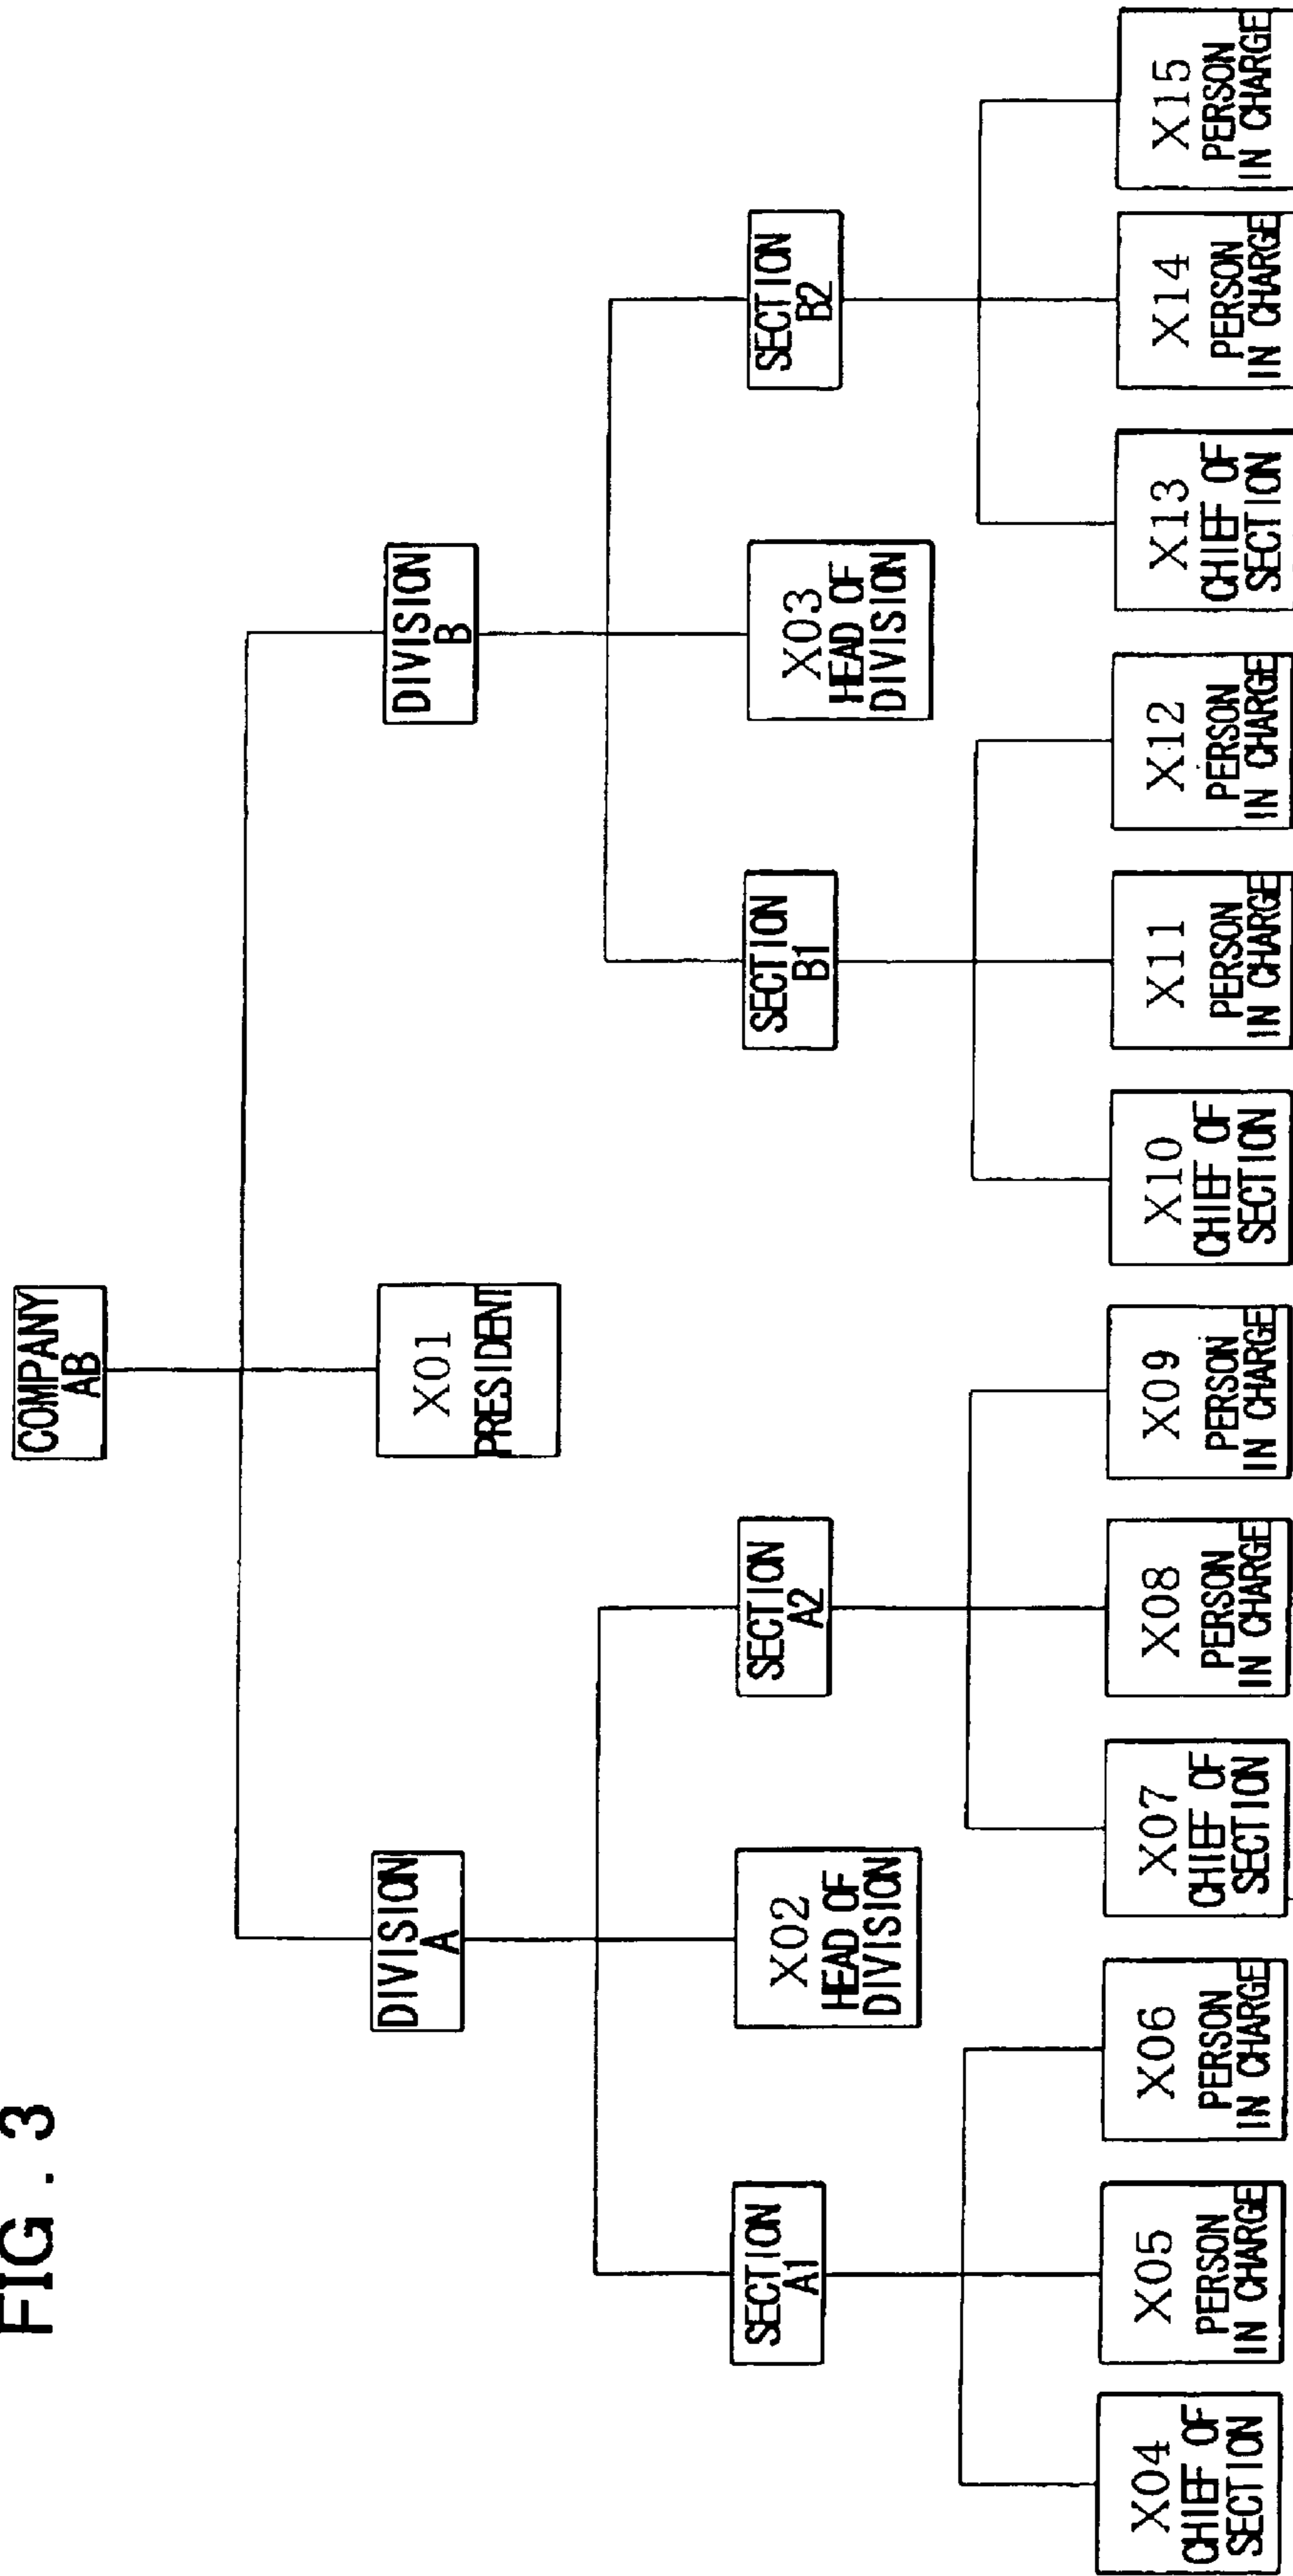 FIG. 3
COMPANY
AB
DIVISION
A
X01
PRESIDENT
DIVISION
B
SECTION
A1
X02
HEAD OF
DIVISION
SECTION
A2
SECTION
B1
X03
HEAD OF
DIVISION
SECTION
B2
X04
CHIEF OF
SECTION
X05
PERSON
IN CHARGE
X06
PERSON
IN CHARGE
X07
CHIEF OF
SECTION
X08
PERSON
IN CHARGE
X09
PERSON
IN CHARGE
X10
CHIEF OF
SECTION
X11
PERSON
IN CHARGE
X12
PERSON
IN CHARGE
X13
CHIEF OF
SECTION
X14
PERSON
IN CHARGE
X15
PERSON
IN CHARGE